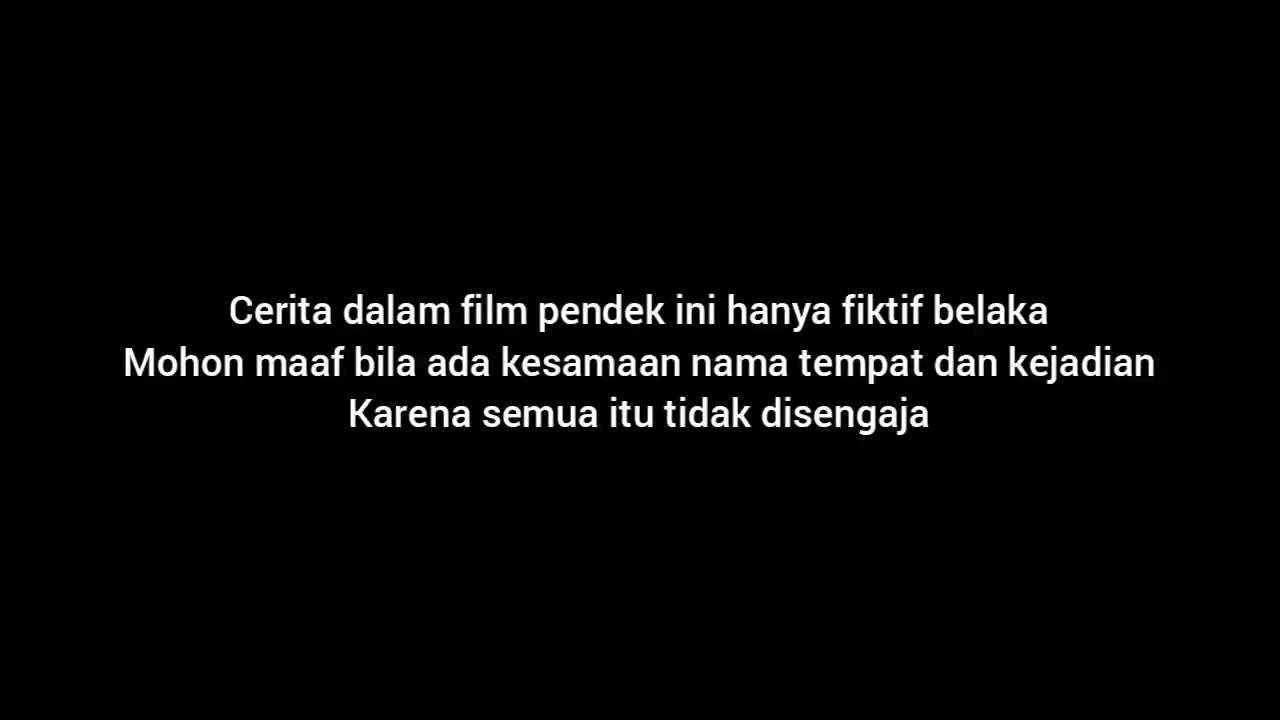 Cerita dalam film pendek ini hanya fiktif belaka
Mohon maaf bila ada kesamaan nama tempat dan kejadian
Karena semua itu tidak disengaja